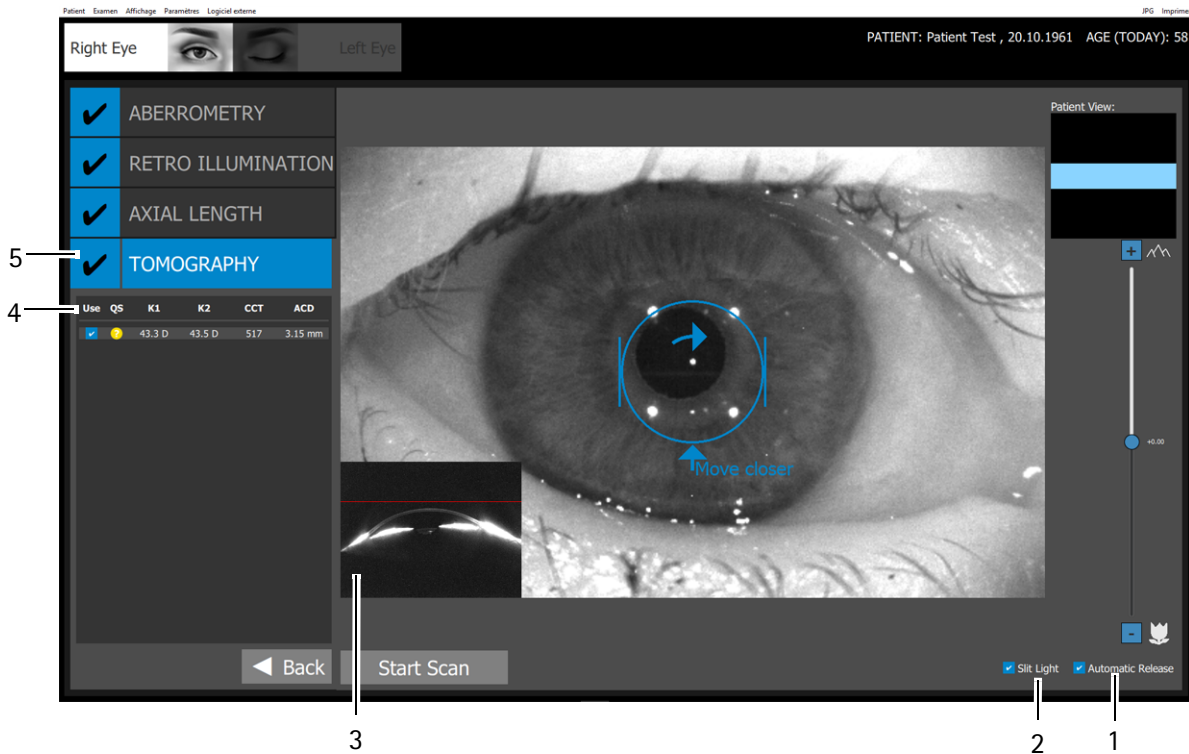 Patient Examen Affichage Paramètres Logiciel externe JPG Imprime
Right Eye Left Eye PATIENT: Patient Test , 20.10.1961 AGE (TODAY): 58
ABERROMETRY
RETRO ILLUMINATION
AXIAL LENGTH
TOMOGRAPHY
Use QS K1 K2 CCT ACD
? 43.3 D 43.5 D 517 3.15 mm
Patient View:
+
+0.00
-
Move closer
Back Start Scan
Slit Light Automatic Release
5
4
3
2
1